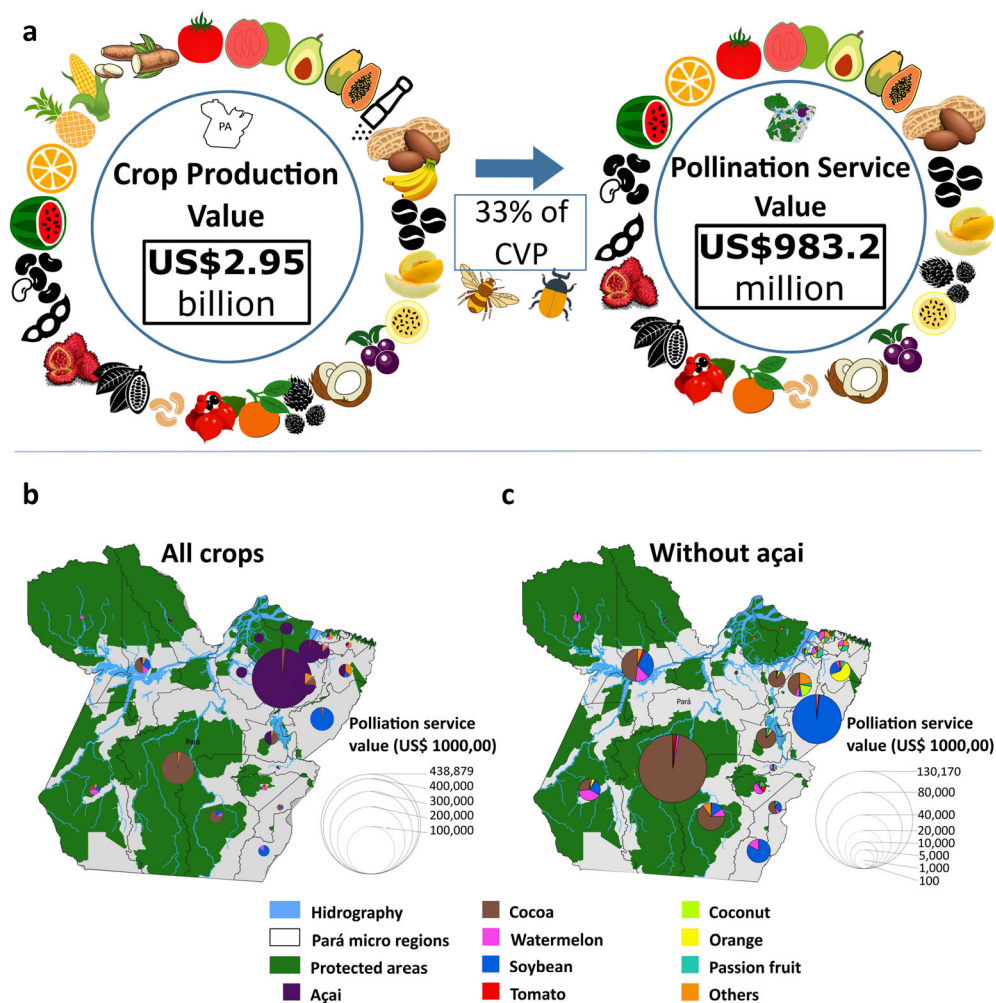 a
PA
Crop Production
Value
US$2.95
billion
33% of
CVP
Pollination Service
Value
US$983.2
million
b
All crops
Pará
Polliation service
value (US$ 1000,00)
438,879
400,000
300,000
200,000
100,000
c
Without açai
Pará
Polliation service
value (US$ 1000,00)
130,170
80,000
40,000
20,000
10,000
5,000
1,000
100
Hidrography
Pará micro regions
Protected areas
Açai
Cocoa
Watermelon
Soybean
Tomato
Coconut
Orange
Passion fruit
Others